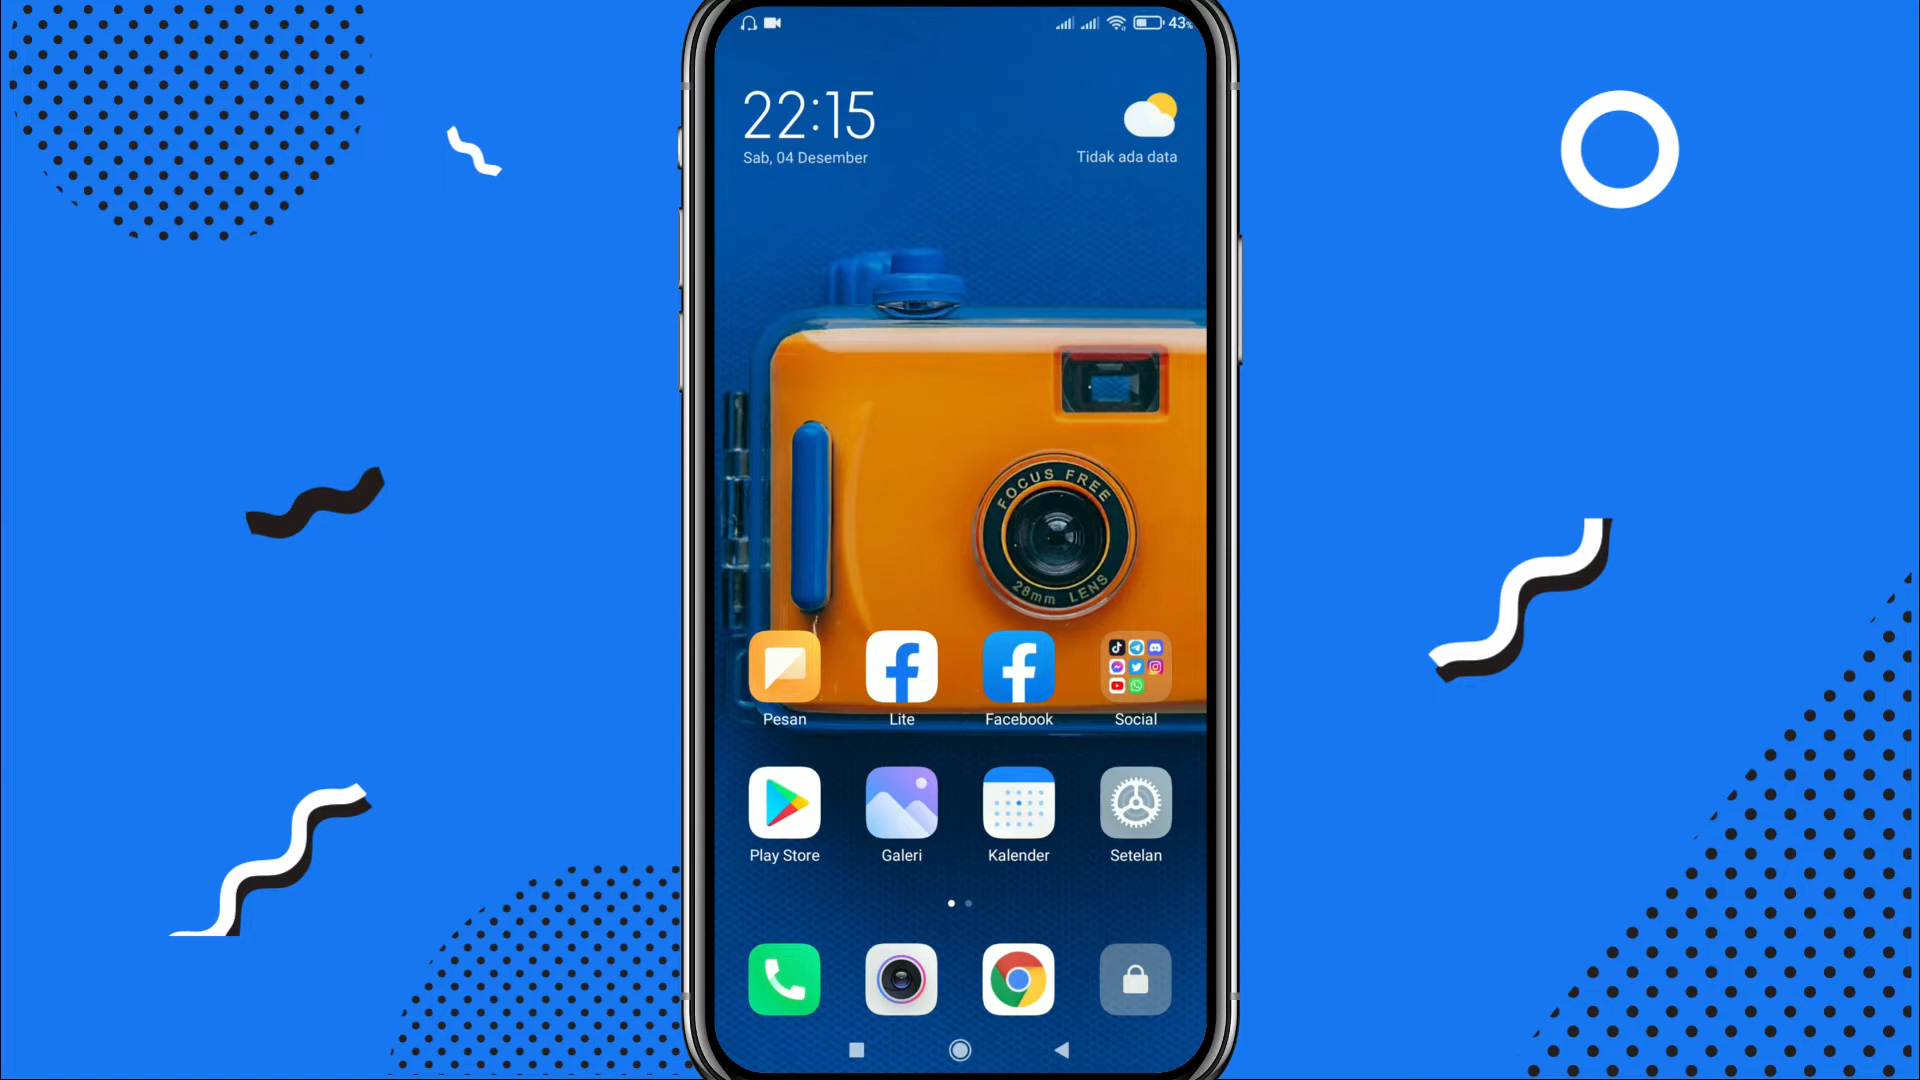 43%
22:15
Sab, 04 Desember
Tidak ada data
FOCUS FREE
28mm LENS
Pesan
Lite
Facebook
Social
Play Store
Galeri
Kalender
Setelan